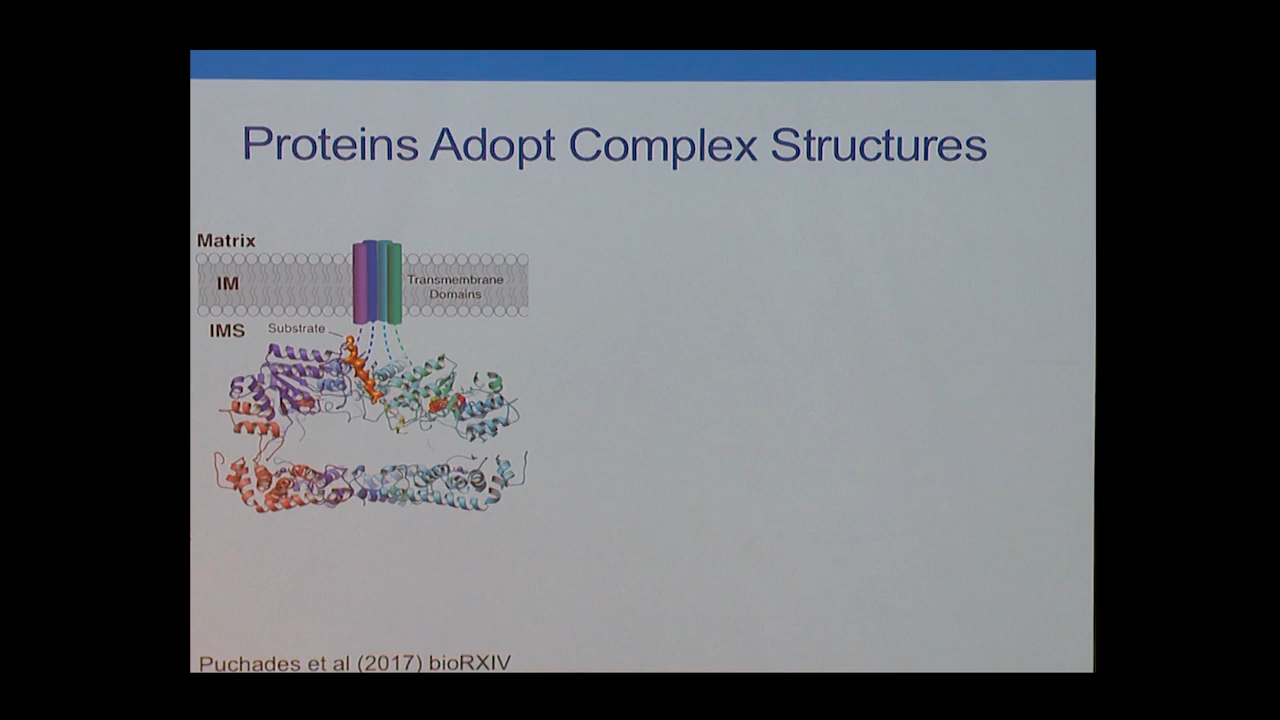 Proteins Adopt Complex Structures
Matrix
IM
Transmembrane
Domains
IMS
Substrate
Puchades et al (2017) bioRXIV